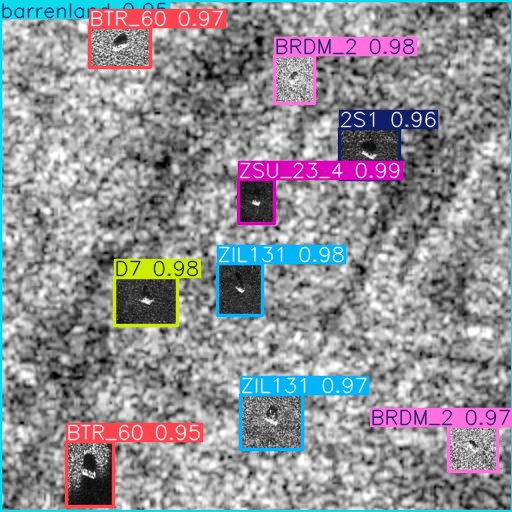 barrenland 0.95
BTR_60 0.97
BRDM_2 0.98
2S1 0.96
ZSU_23_4 0.99
ZIL131 0.98
D7 0.98
ZIL131 0.97
BRDM_2 0.97
BTR_60 0.95